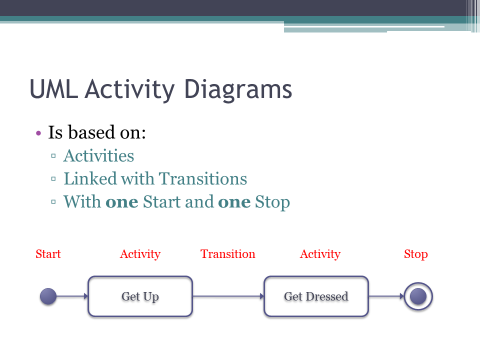 UML Activity Diagrams
• Is based on:
▫ Activities
▫ Linked with Transitions
▫ With one Start and one Stop
Start Activity Transition Activity Stop
Get Up Get Dressed